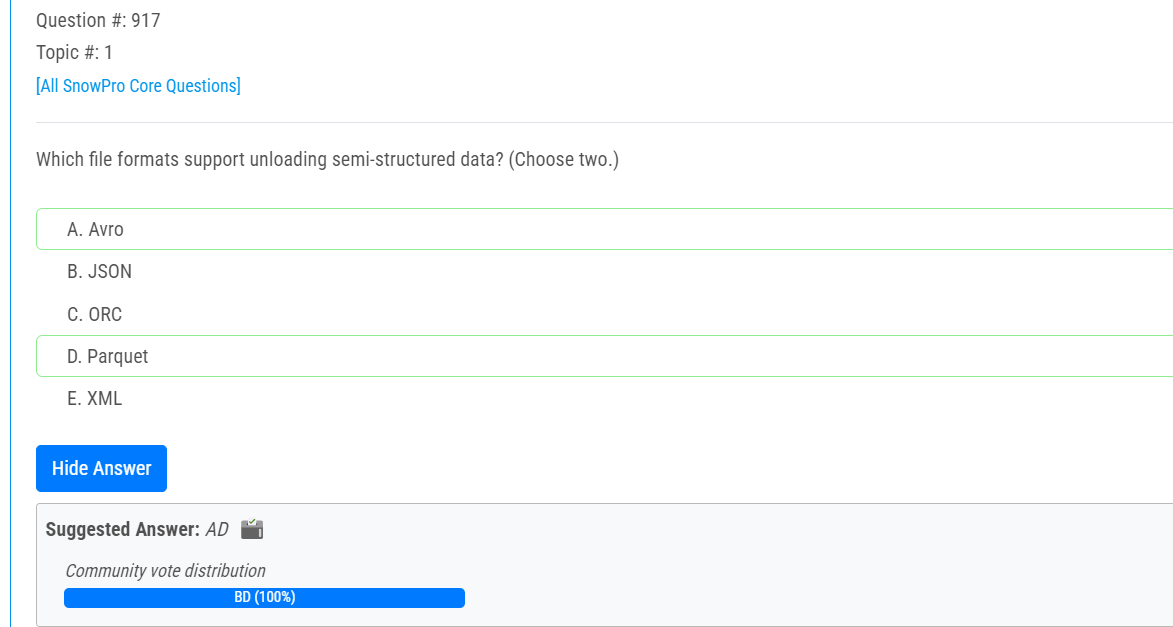 Question #: 917
Topic #: 1
[All SnowPro Core Questions]
Which file formats support unloading semi-structured data? (Choose two.)
A. Avro
B. JSON
C. ORC
D. Parquet
E. XML
Hide Answer
Suggested Answer: AD
Community vote distribution
BD (100%)